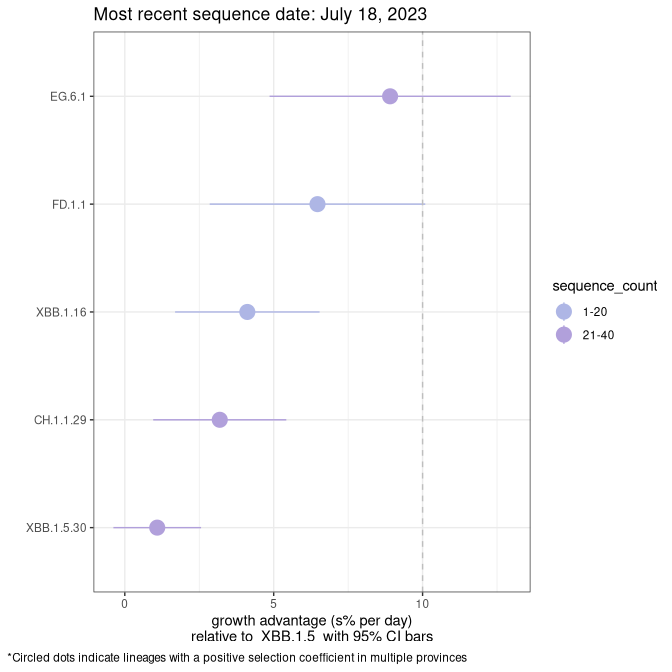 Most recent sequence date: July 18, 2023
EG.6.1
FD.1.1
XBB.1.16
CH.1.1.29
XBB.1.5.30
0 5 10
growth advantage (s% per day)
relative to XBB.1.5 with 95% CI bars
sequence_count
1-20
21-40
*Circled dots indicate lineages with a positive selection coefficient in multiple provinces